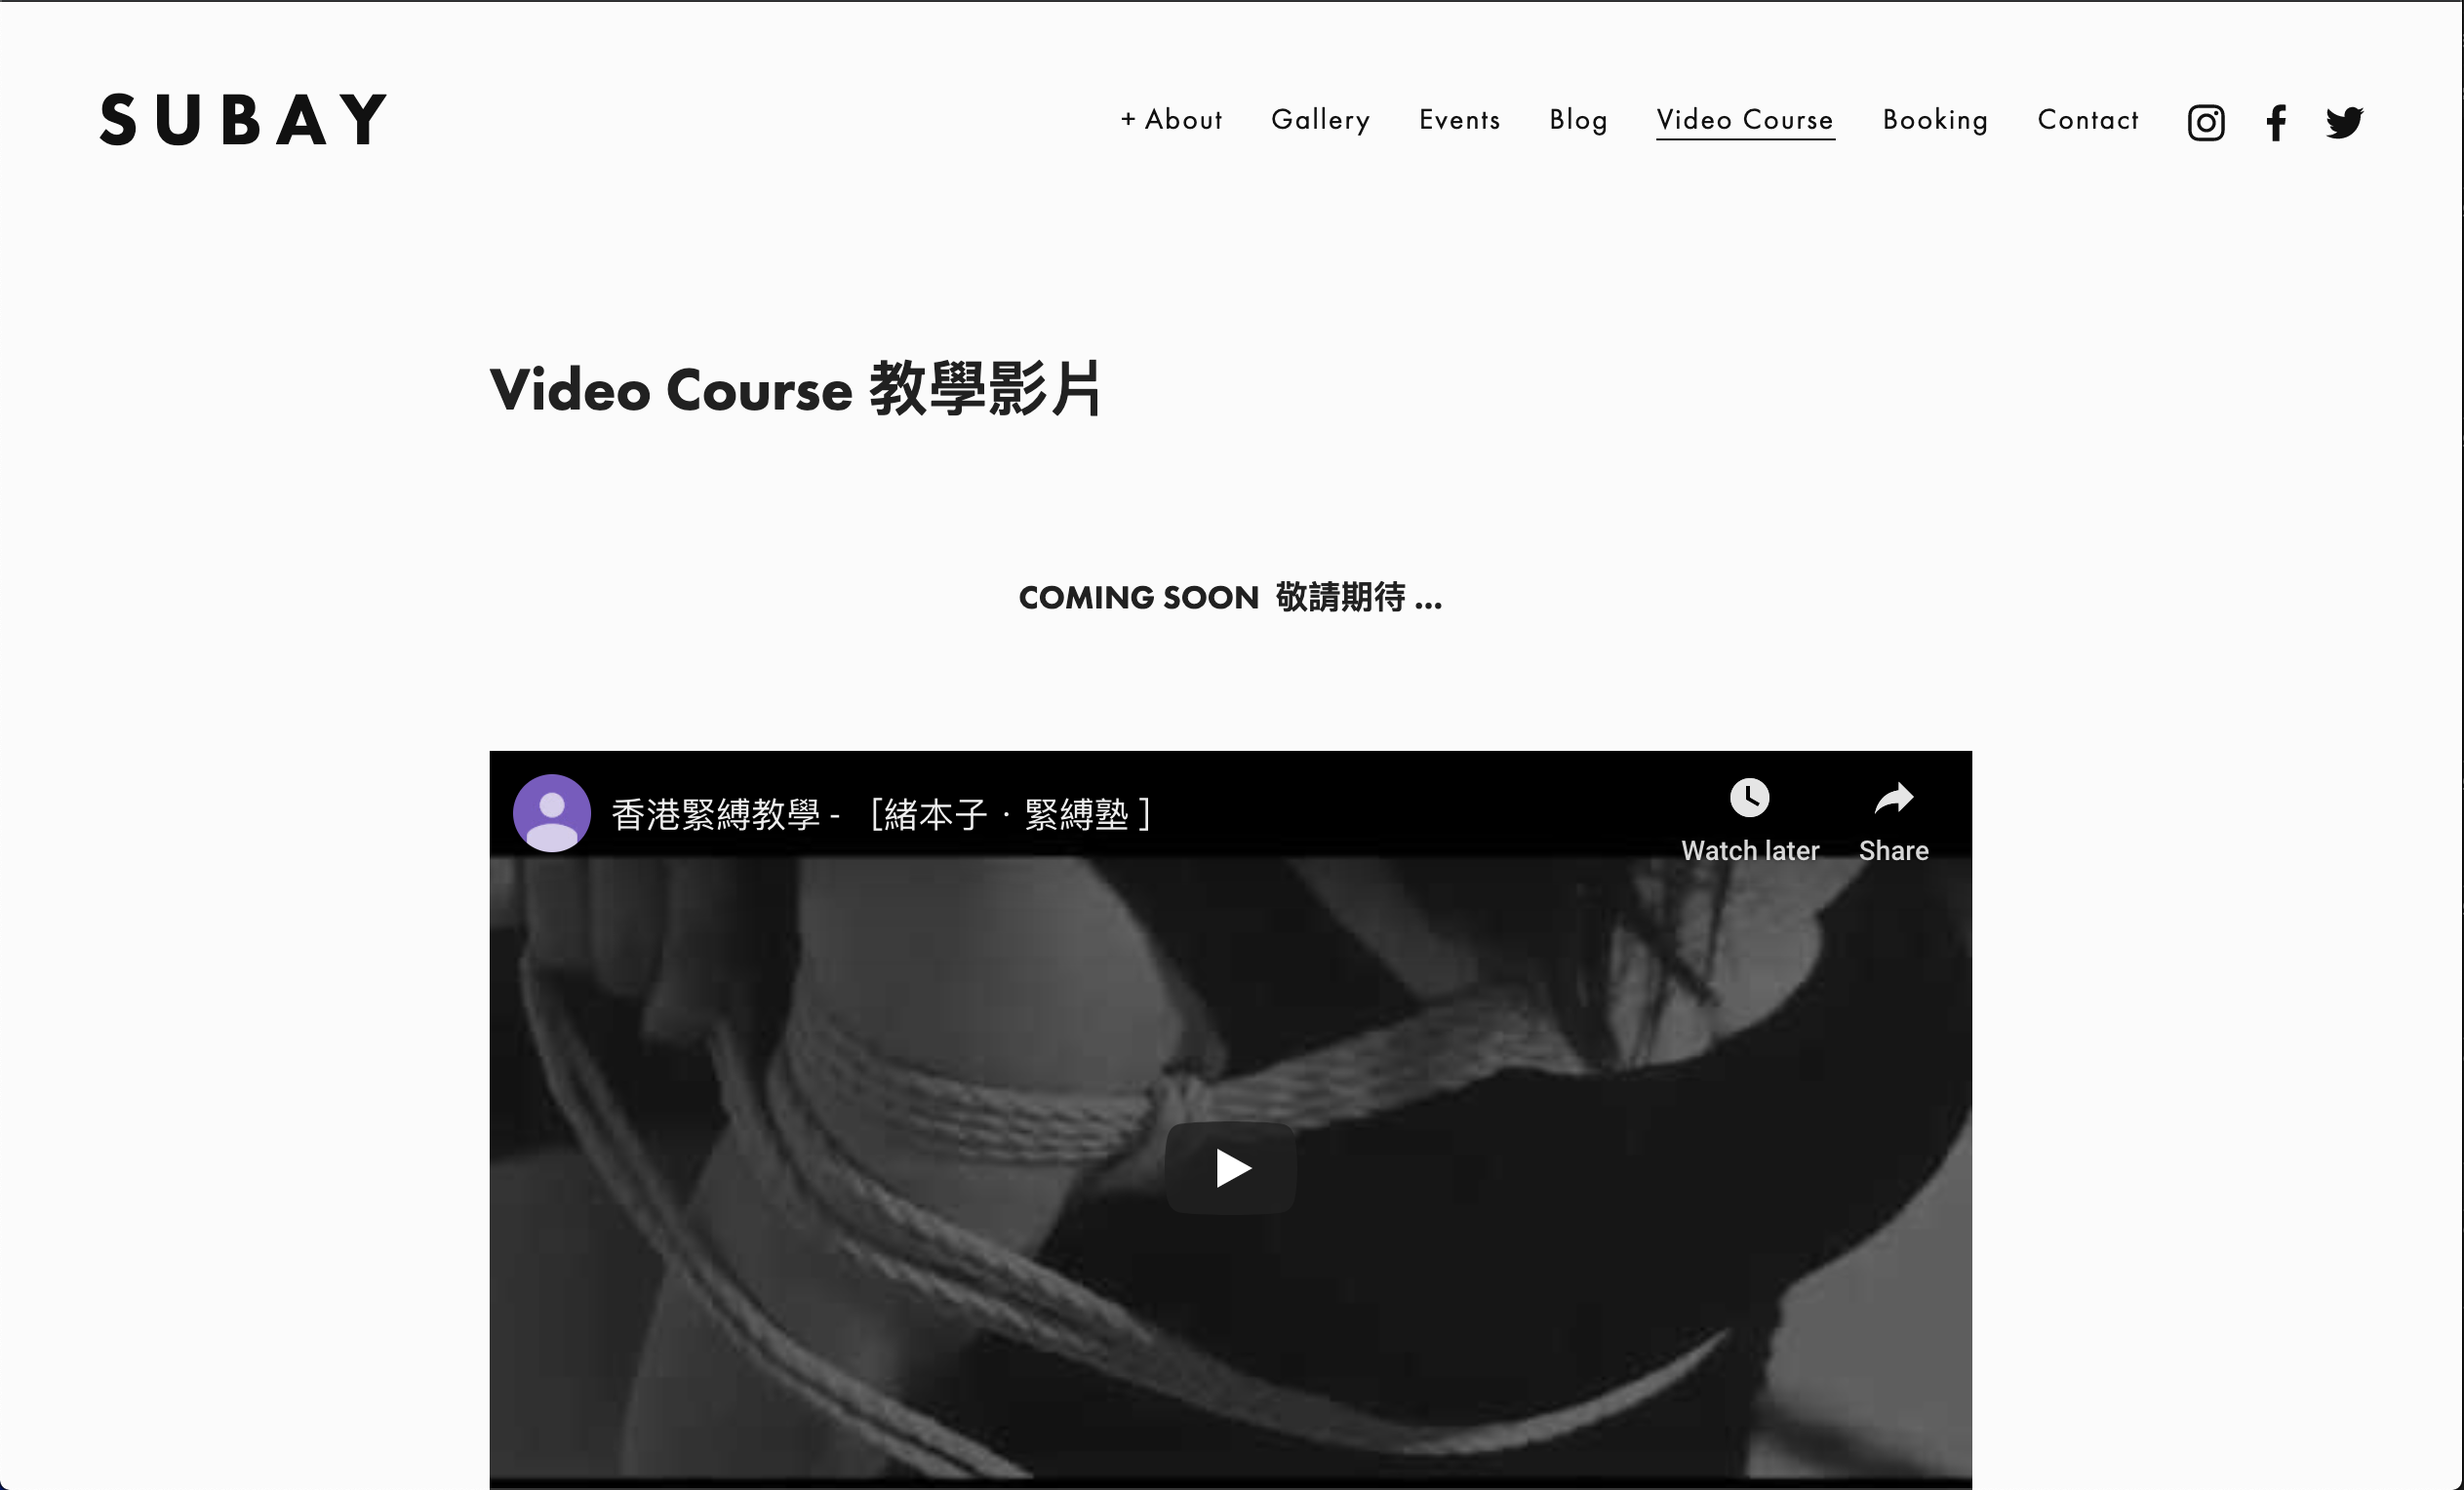 SUBAY
+ About
Gallery
Events
Blog
Video Course
Booking
Contact
Video Course 教學影片
COMING SOON 敬請期待 ...
香港緊縛教學 - ［緒本子 · 緊縛塾 ］
Watch later
Share